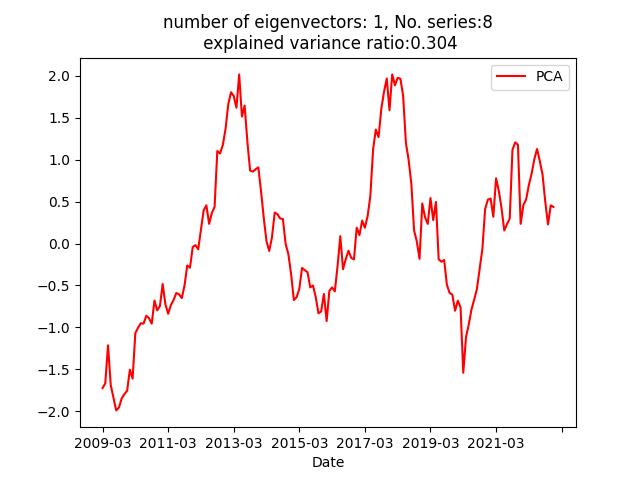 number of eigenvectors: 1, No. series:8
explained variance ratio:0.304
PCA
2.0
1.5
1.0
0.5
0.0
−0.5
−1.0
−1.5
−2.0
2009-03 2011-03 2013-03 2015-03 2017-03 2019-03 2021-03
Date